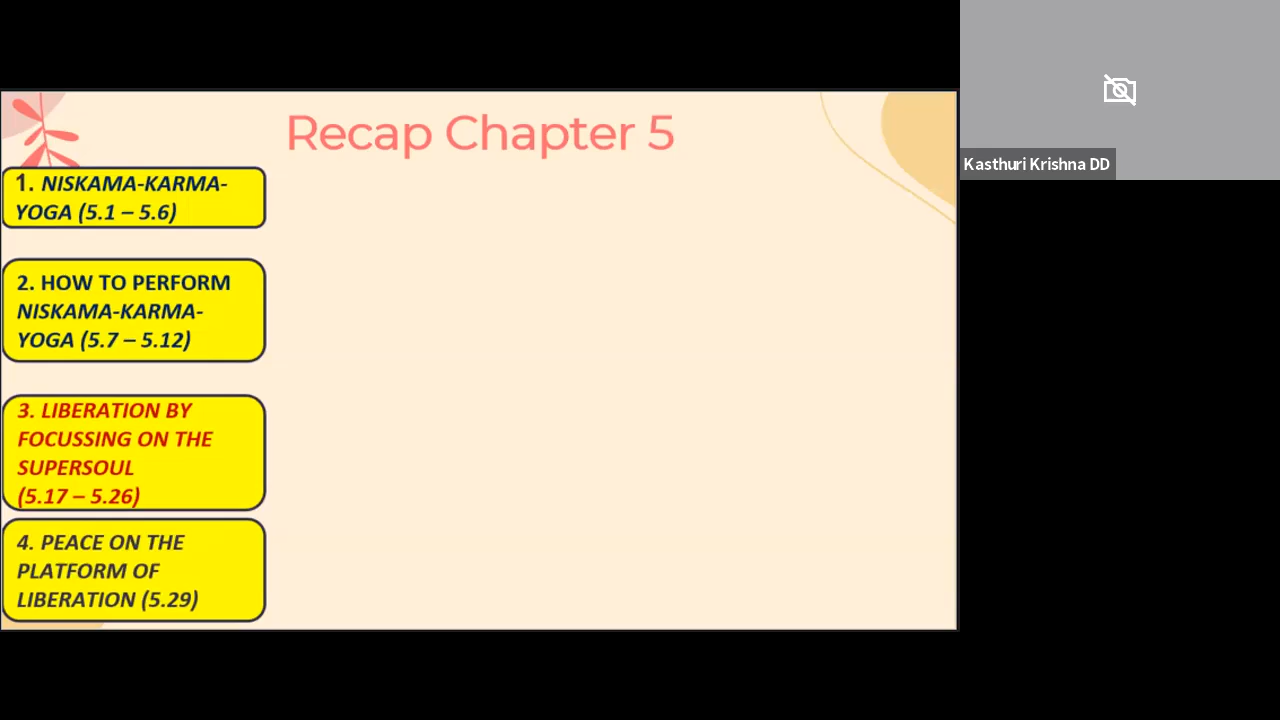 Recap Chapter 5
1. NISKAMA-KARMA-
YOGA (5.1 – 5.6)
2. HOW TO PERFORM
NISKAMA-KARMA-
YOGA (5.7 – 5.12)
3. LIBERATION BY
FOCUSSING ON THE
SUPERSOUL
(5.17 – 5.26)
4. PEACE ON THE
PLATFORM OF
LIBERATION (5.29)
Kasthuri Krishna DD